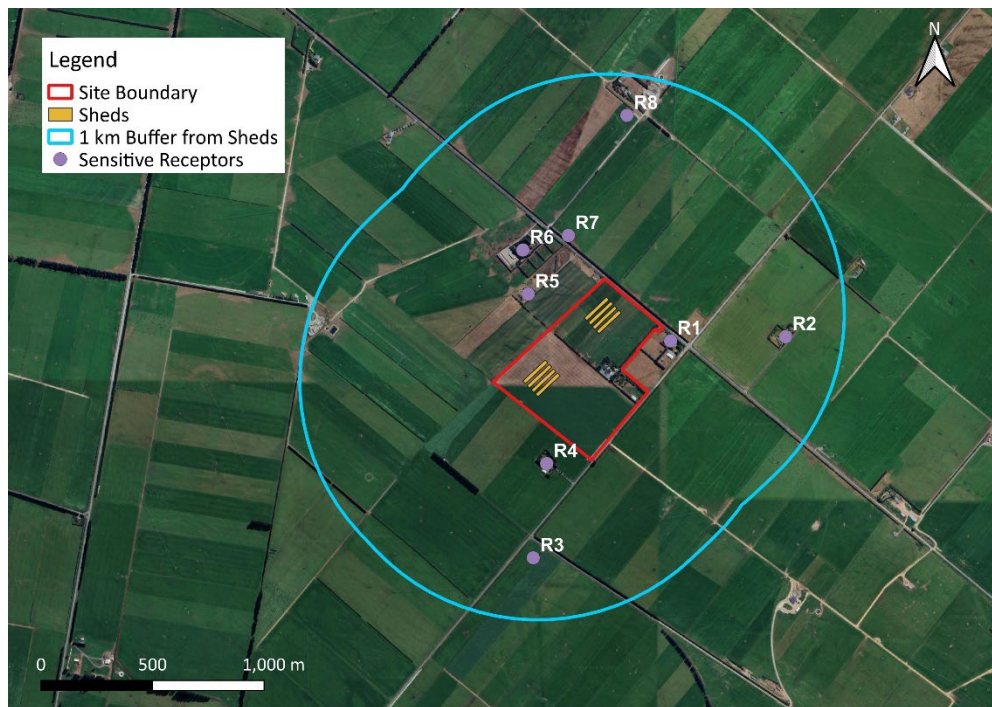 Legend
Site Boundary
Sheds
1 km Buffer from Sheds
Sensitive Receptors
N
R8
R7
R6
R5
R1
R2
R4
R3
0 500 1,000 m